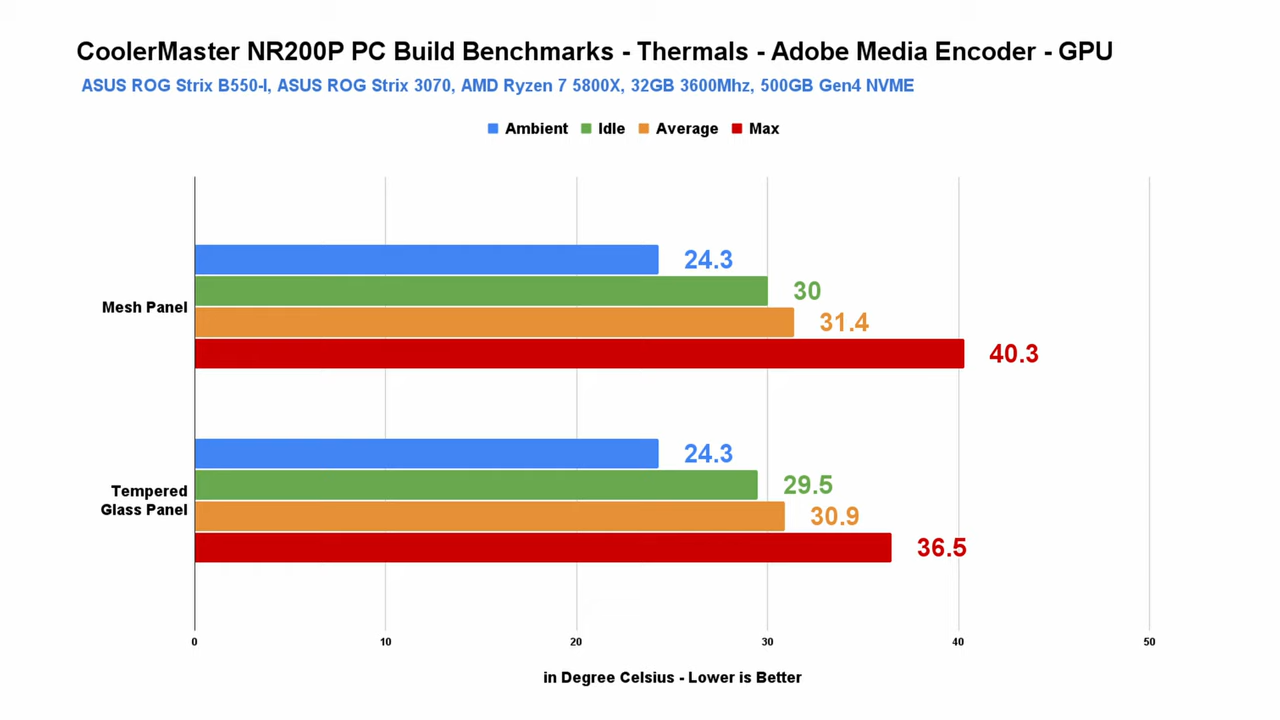 CoolerMaster NR200P PC Build Benchmarks - Thermals - Adobe Media Encoder - GPU
ASUS ROG Strix B550-I, ASUS ROG Strix 3070, AMD Ryzen 7 5800X, 32GB 3600Mhz, 500GB Gen4 NVME
Ambient Idle Average Max
24.3
30
Mesh Panel
31.4
40.3
24.3
29.5
Tempered
Glass Panel
30.9
36.5
0 10 20 30 40 50
in Degree Celsius - Lower is Better